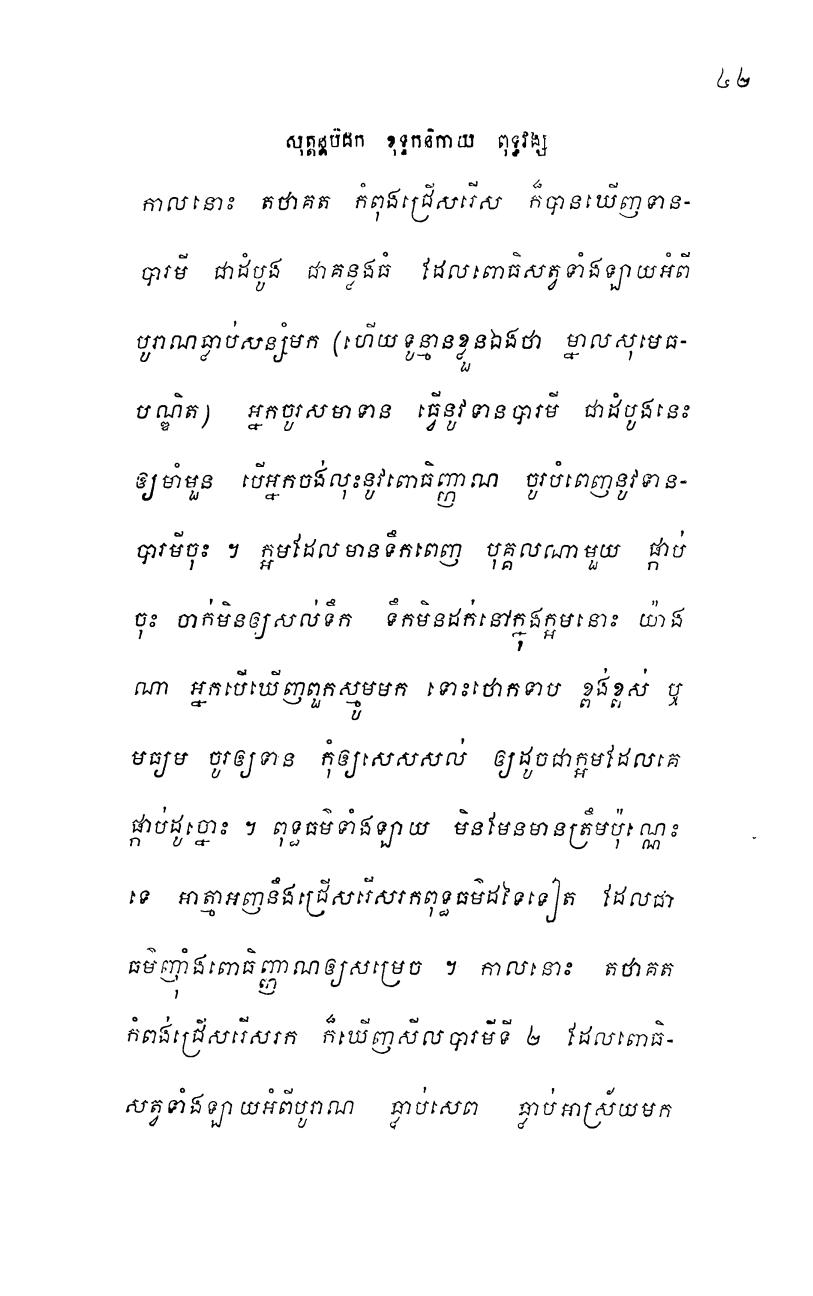 ៤២
សុត្តន្តបិដក ខុទ្ទកនិកាយ ពុទ្ធវង្ស
កាលនោះ តថាគត កំពុងជ្រើសរើស ក៏បានឃើញទាន-
បារមី ជាដំបូង ជាគន្លងធំ ដែលពោធិសត្វទាំងឡាយអំពី
បូរាណធ្លាប់សន្សំមក (ហើយទូន្មានខ្លួនឯងថា ម្នាលសុមេធ-
បណ្ឌិត) អ្នកចូរសមាទាន ធ្វើនូវទានបារមី ជាដំបូងនេះ
ឲ្យមាំមួន បើអ្នកចង់លុះនូវពោធិញ្ញាណ ចូរបំពេញនូវទាន-
បារមីចុះ ។ ក្អមដែលមានទឹកពេញ បុគ្គលណាមួយ ផ្កាប់
ចុះ ចាក់មិនឲ្យសល់ទឹក ទឹកមិនដក់នៅក្នុងក្អមនោះ យ៉ាង
ណា អ្នកបើឃើញពួកស្មូមមក ទោះថោកទាប ខ្ពង់ខ្ពស់ ឬ
មធ្យម ចូរឲ្យទាន កុំឲ្យសេសសល់ ឲ្យដូចជាក្អមដែលគេ
ផ្កាប់ដូច្នោះ ។ ពុទ្ធធម៌ទាំងឡាយ មិនមែនមានត្រឹមប៉ុណ្ណេះ
ទេ អាត្មាអញនឹងជ្រើសរើសរកពុទ្ធធម៌ដទៃទៀត ដែលជា
ធម៌ញ៉ាំងពោធិញ្ញាណឲ្យសម្រេច ។ កាលនោះ តថាគត
កំពង់ជ្រើសរើសរក ក៏ឃើញសីលបារមីទី ២ ដែលពោធិ-
សត្វទាំងឡាយអំពីបូរាណ ធ្លាប់សេព ធ្លាប់អាស្រ័យមក